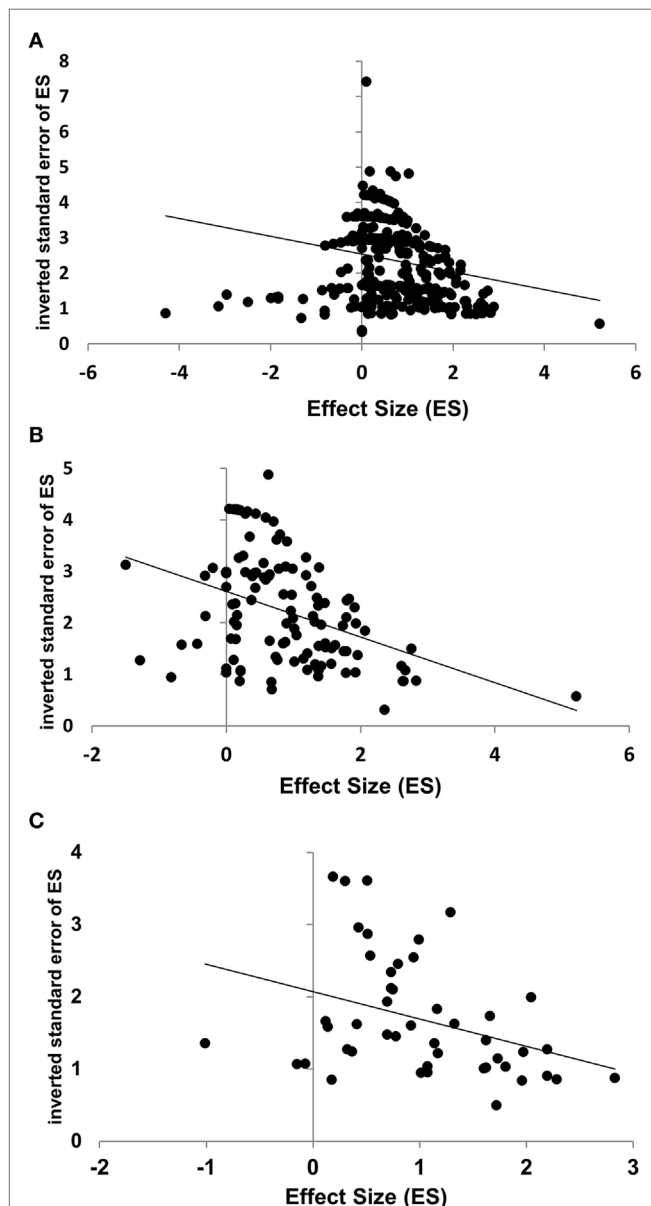 A
inverted standard error of ES
8
7
6
5
4
3
2
1
0
-6 -4 -2 0 2 4 6
Effect Size (ES)
B
inverted standard error of ES
5
4
3
2
1
0
-2 0 2 4 6
Effect Size (ES)
C
inverted standard error of ES
4
3
2
1
0
-2 -1 0 1 2 3
Effect Size (ES)